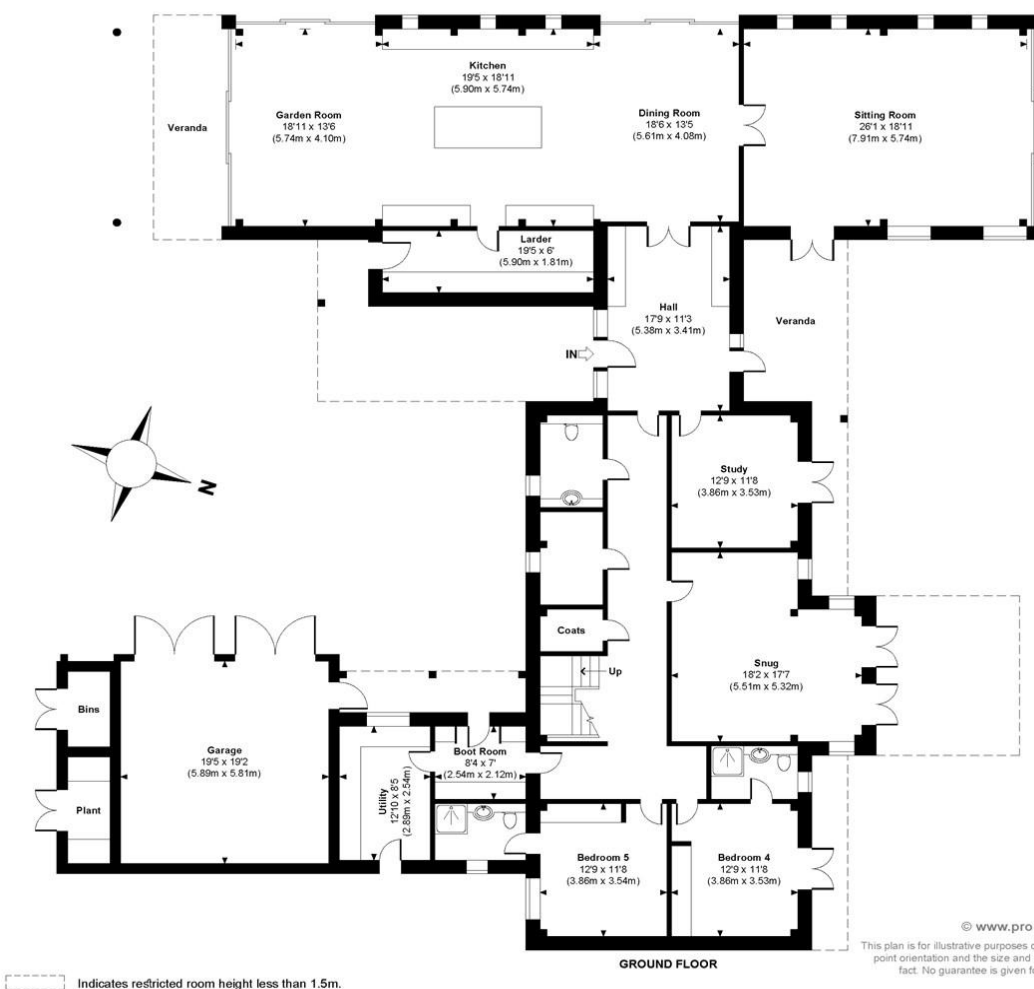 Kitchen
19'5 x 18'11
(5.90m x 5.74m)
Veranda
Garden Room
18'11 x 13'6
(5.74m x 4.10m)
Dining Room
18'6 x 13'5
(5.61m x 4.08m)
Sitting Room
26'1 x 18'11
(7.91m x 5.74m)
Larder
19'5 x 6'
(5.90m x 1.81m)
Hall
17'9 x 11'3
(5.38m x 3.41m)
Veranda
IN
N
Study
12'9 x 11'8
(3.86m x 3.53m)
Coats
Up
Snug
18'2 x 17'7
(5.51m x 5.32m)
Bins
Garage
19'5 x 19'2
(5.89m x 5.81m)
Boot Room
8'4 x 7'
(2.54m x 2.12m)
Plant
Utility
12'10 x 8'5
(2.89m x 2.54m)
Bedroom 5
12'9 x 11'8
(3.86m x 3.54m)
Bedroom 4
12'9 x 11'8
(3.86m x 3.53m)
© www.pro
This plan is for illustrative purposes
point orientation and the size and
fact. No guarantee is given
GROUND FLOOR
Indicates restricted room height less than 1.5m.